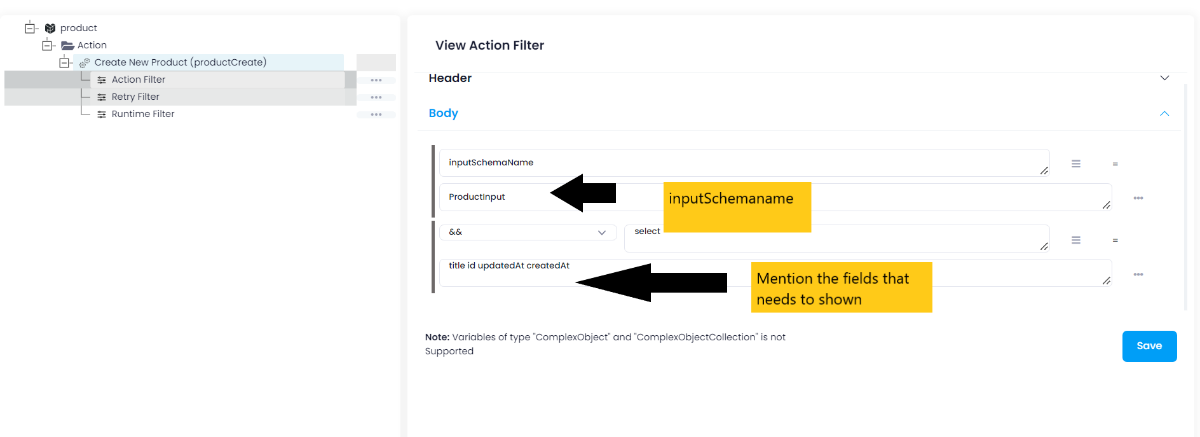 product
Action
Create New Product (productCreate)
Action Filter
Retry Filter
Runtime Filter
View Action Filter
Header
Body
inputSchemaName
=
ProductInput
inputSchemaname
&&
select
=
title id updatedAt createdAt
Mention the fields that
needs to shown
Note: Variables of type "ComplexObject" and "ComplexObjectCollection" is not
Supported
Save